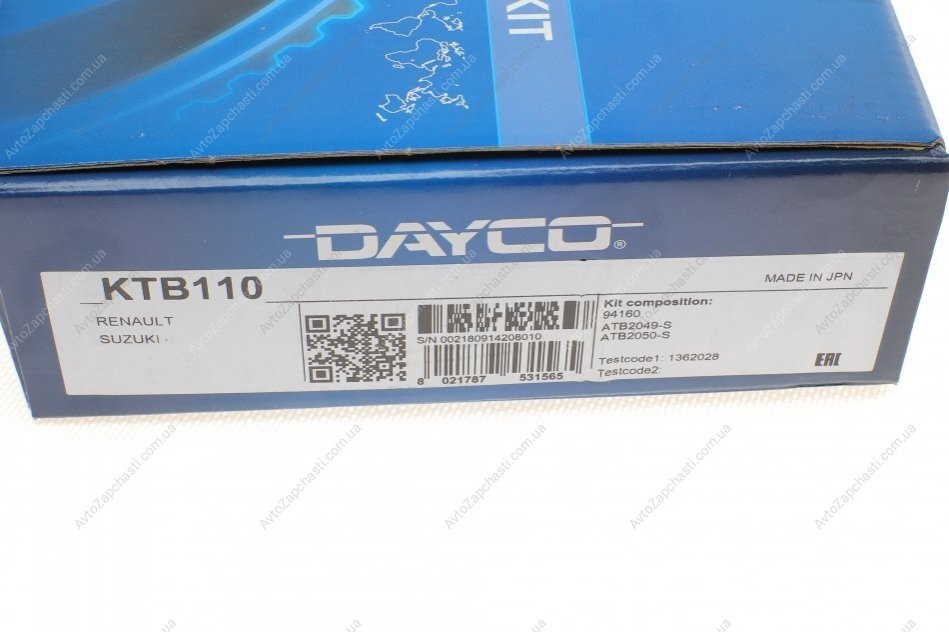 KIT
DAYCO®
KTB110
MADE IN JPN
RENAULT
SUZUKI
S/N 002180914208010
8 021787 531565
Kit composition:
94160
ATB2049-S
ATB2050-S
Testcode1: 1362028
Testcode2:
EAC
AvtoZapchasti.com.ua